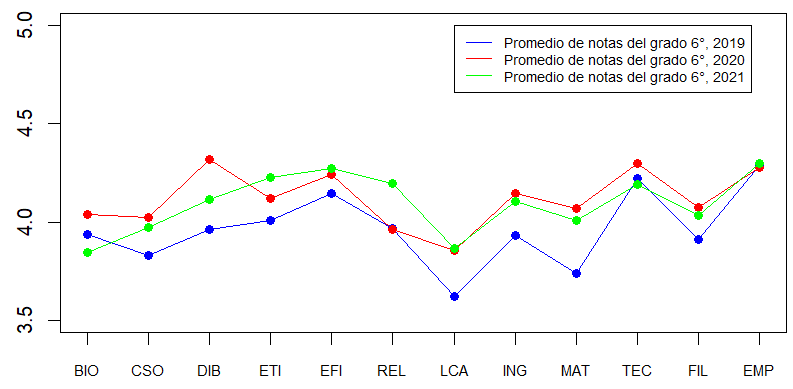 5.0
4.5
4.0
3.5
Promedio de notas del grado 6°, 2019
Promedio de notas del grado 6°, 2020
Promedio de notas del grado 6°, 2021
BIO CSO DIB ETI EFI REL LCA ING MAT TEC FIL EMP